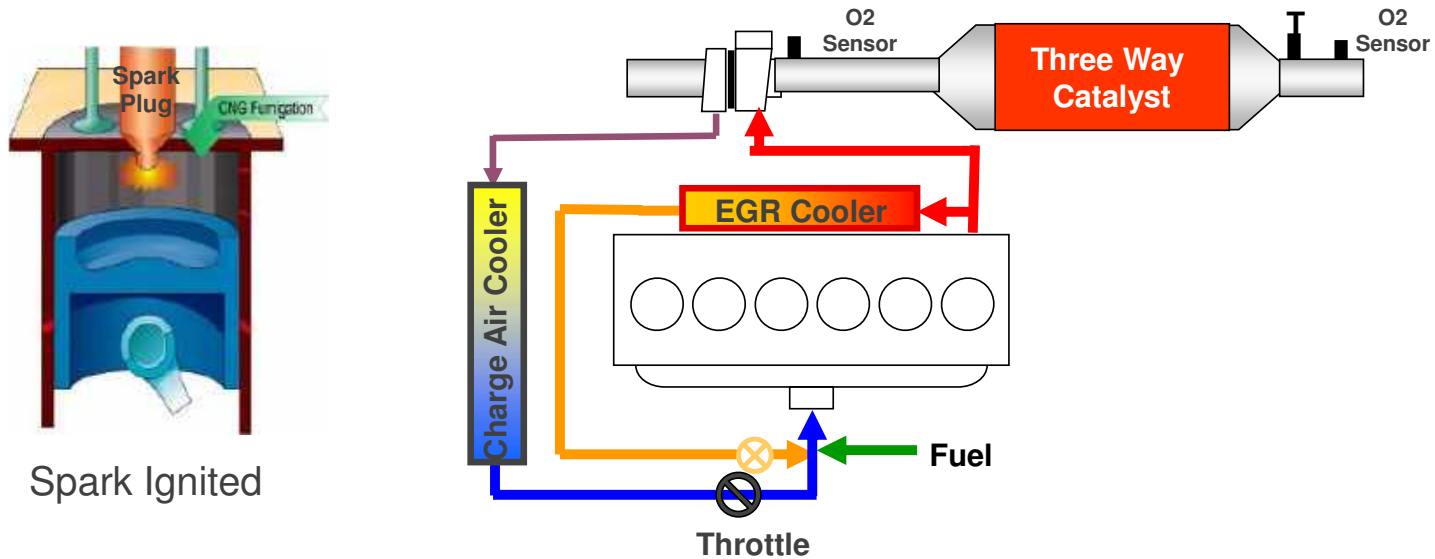 Spark
Plug
CNG Fumigation
Spark Ignited
O2
Sensor
Three Way
Catalyst
O2
Sensor
EGR Cooler
Charge Air Cooler
Fuel
Throttle